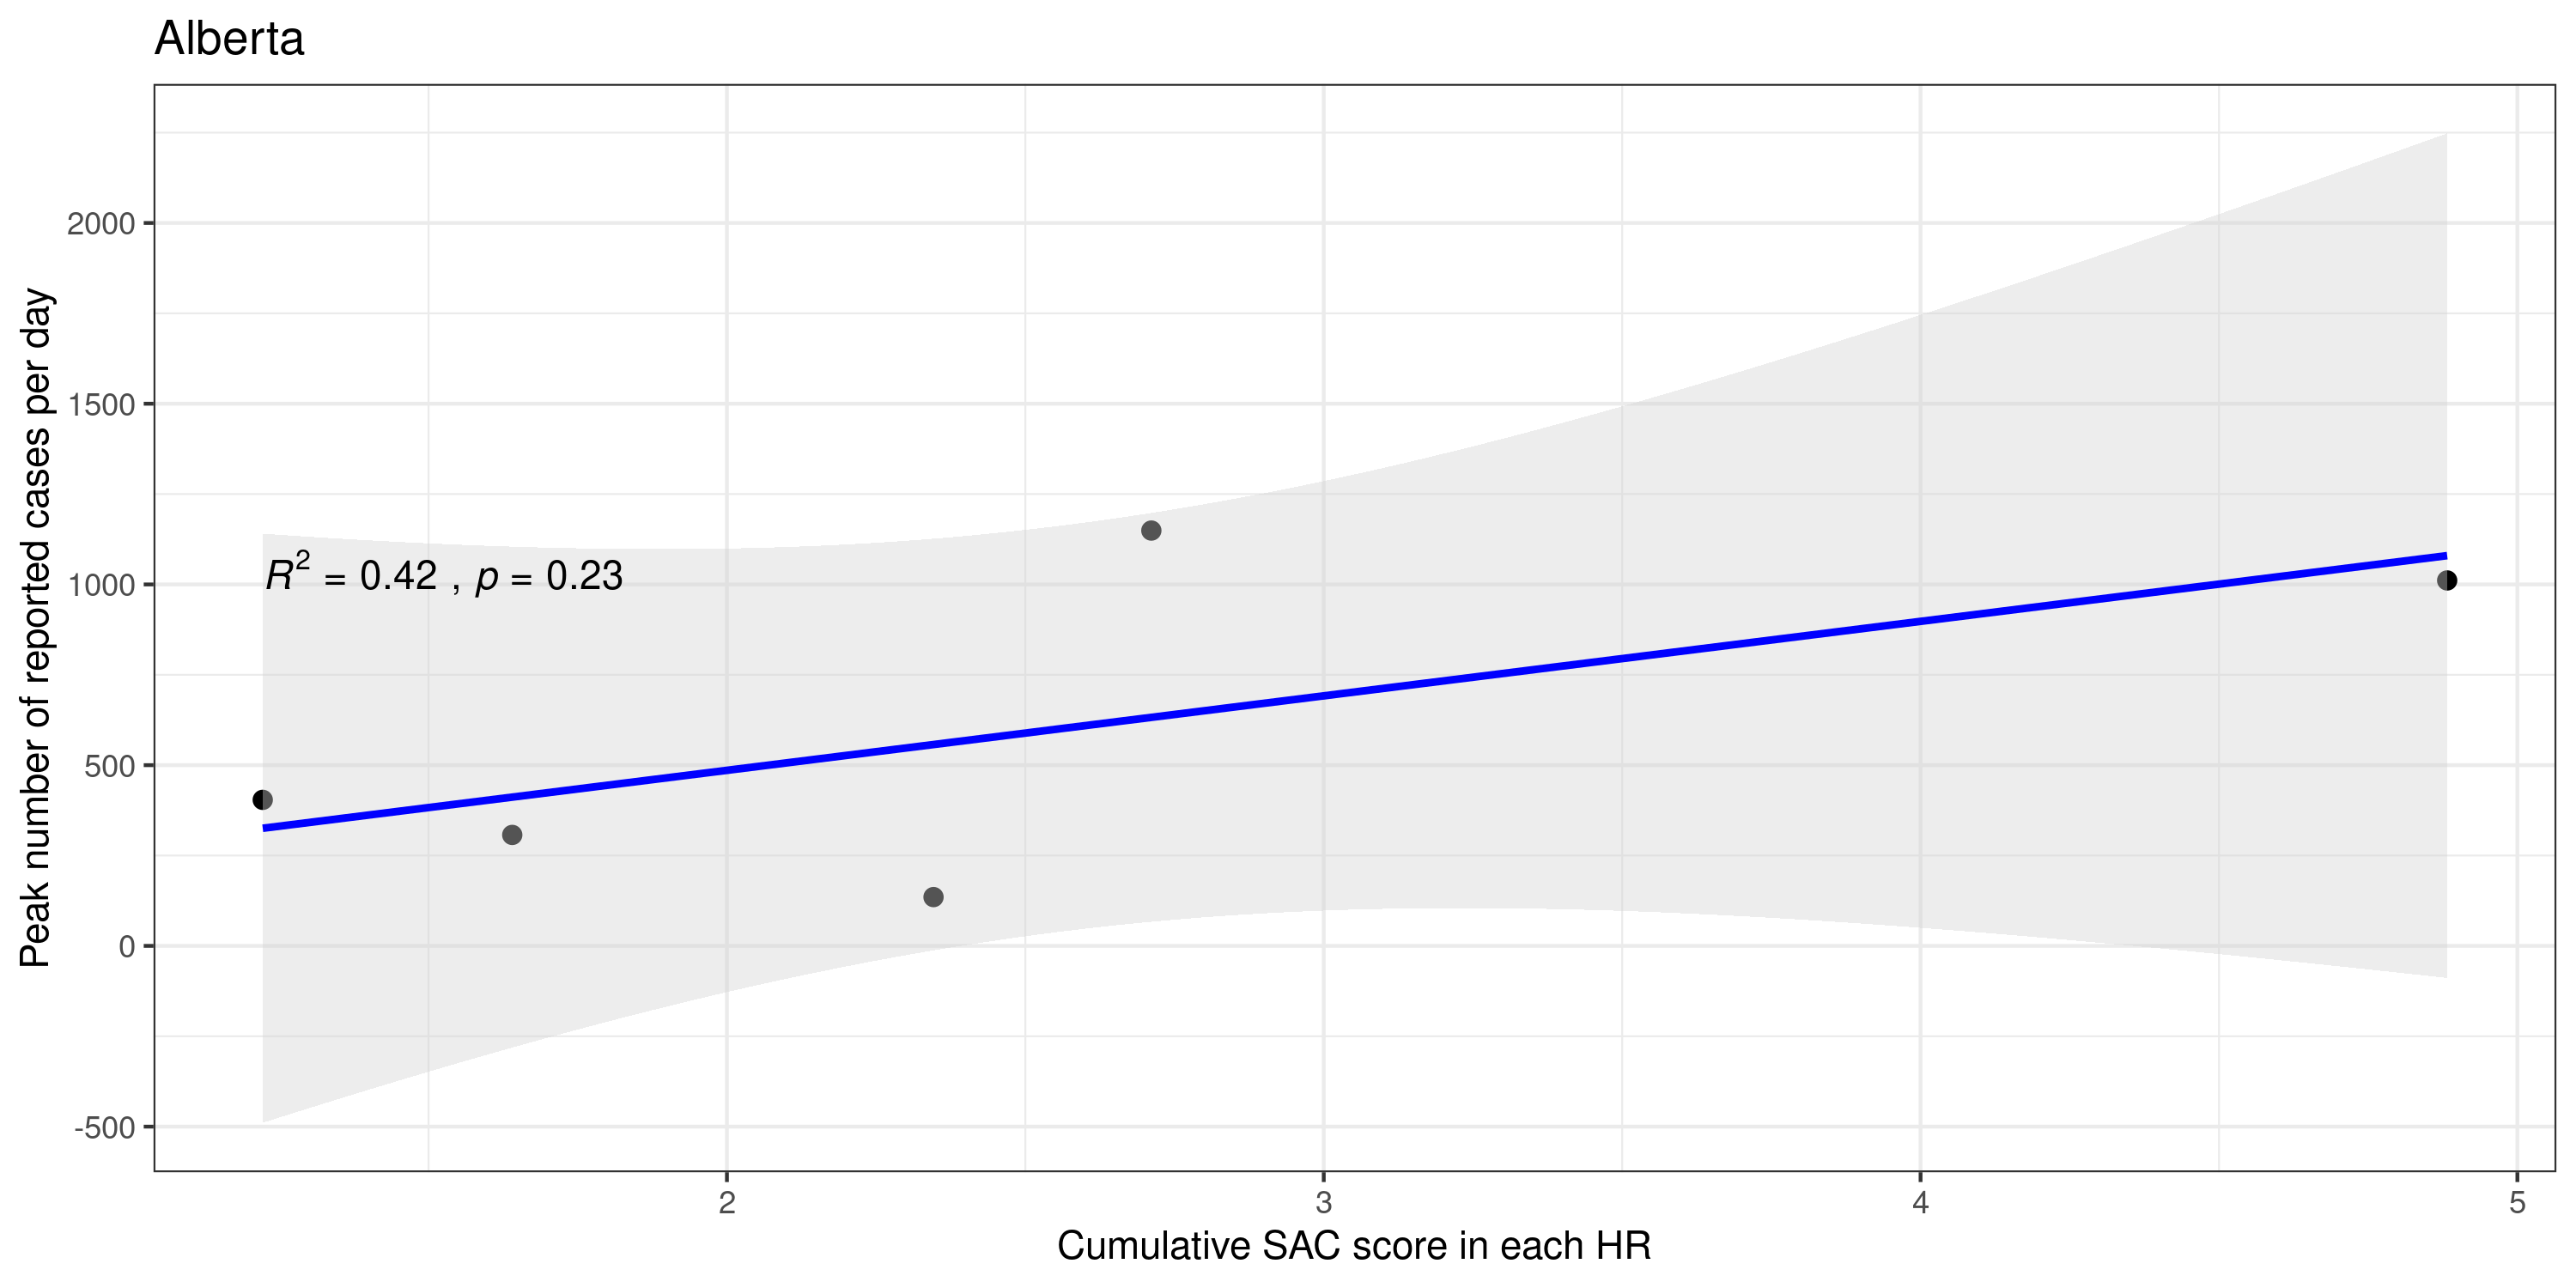 Alberta
Peak number of reported cases per day
2000
1500
1000
500
0
-500
R² = 0.42 , p = 0.23
2 3 4 5
Cumulative SAC score in each HR